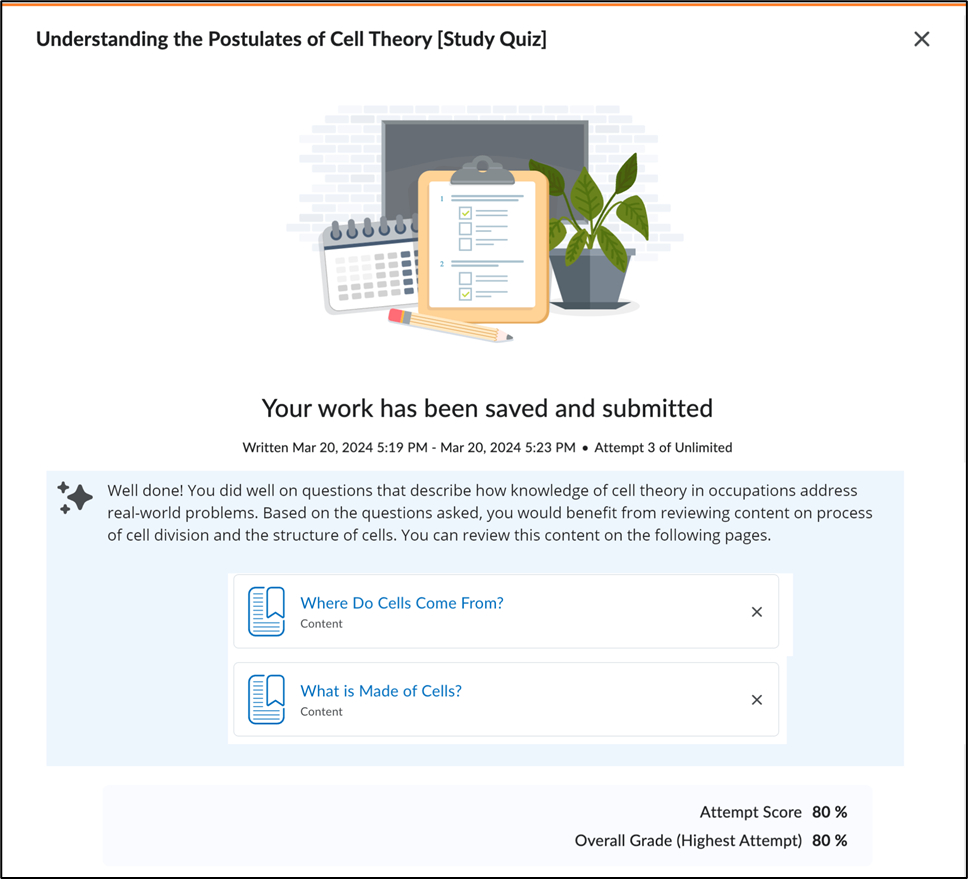 Understanding the Postulates of Cell Theory [Study Quiz]
1
2
Your work has been saved and submitted
Written Mar 20, 2024 5:19 PM - Mar 20, 2024 5:23 PM • Attempt 3 of Unlimited
Well done! You did well on questions that describe how knowledge of cell theory in occupations address
real-world problems. Based on the questions asked, you would benefit from reviewing content on process
of cell division and the structure of cells. You can review this content on the following pages.
Where Do Cells Come From?
Content
What is Made of Cells?
Content
Attempt Score 80 %
Overall Grade (Highest Attempt) 80 %